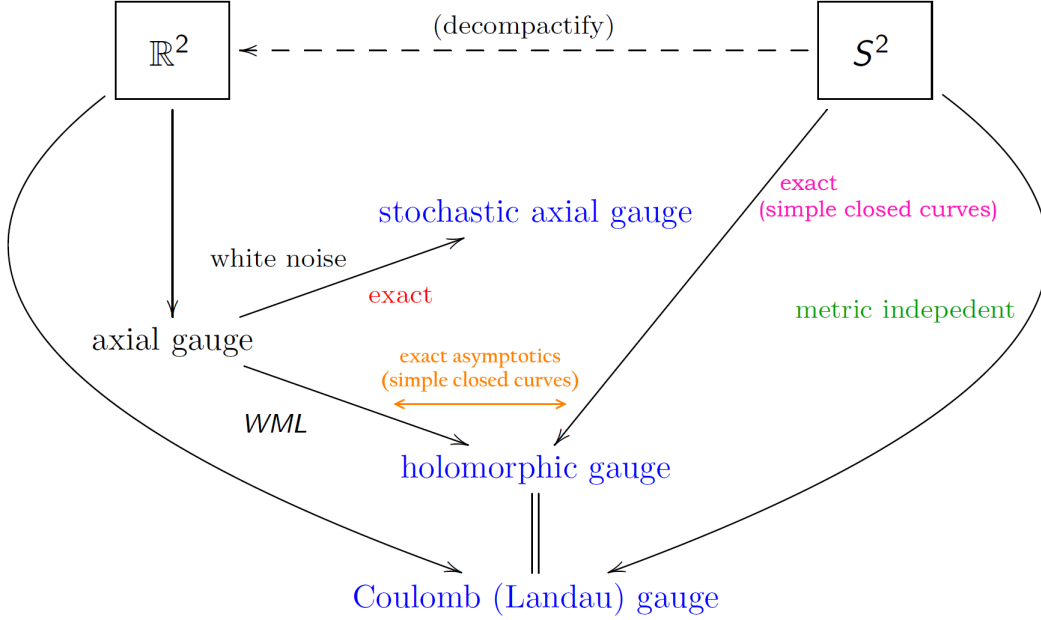 (decompactify)
ℝ²
S²
exact
(simple closed curves)
stochastic axial gauge
white noise
exact
metric indepedent
axial gauge
exact asymptotics
(simple closed curves)
WML
holomorphic gauge
Coulomb (Landau) gauge